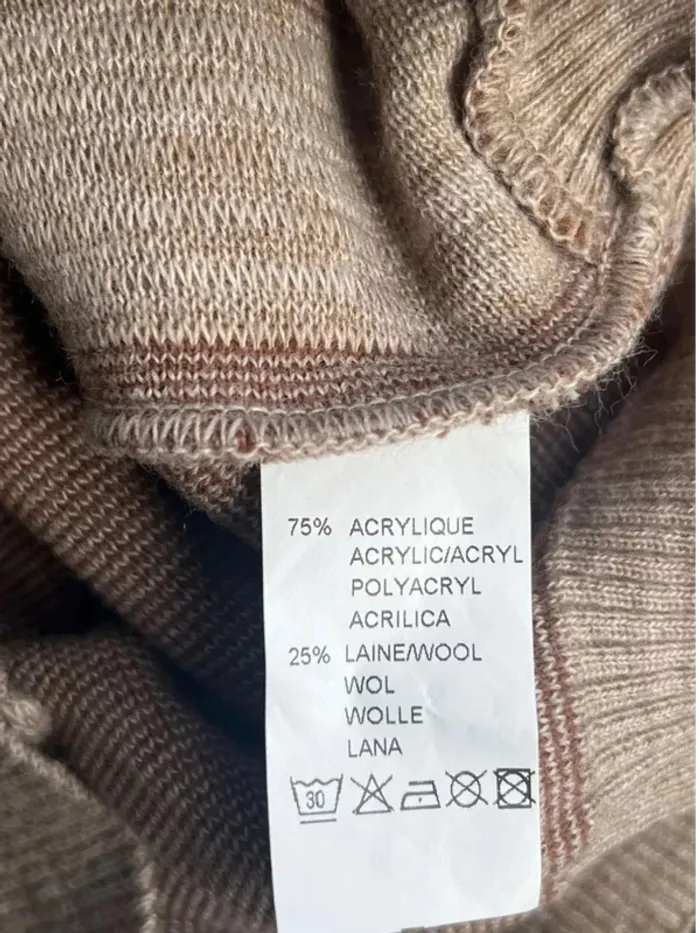 75% ACRYLIQUE
ACRYLIC/ACRYL
POLYACRYL
ACRILICA
25% LAINE/WOOL
WOL
WOLLE
LANA
30